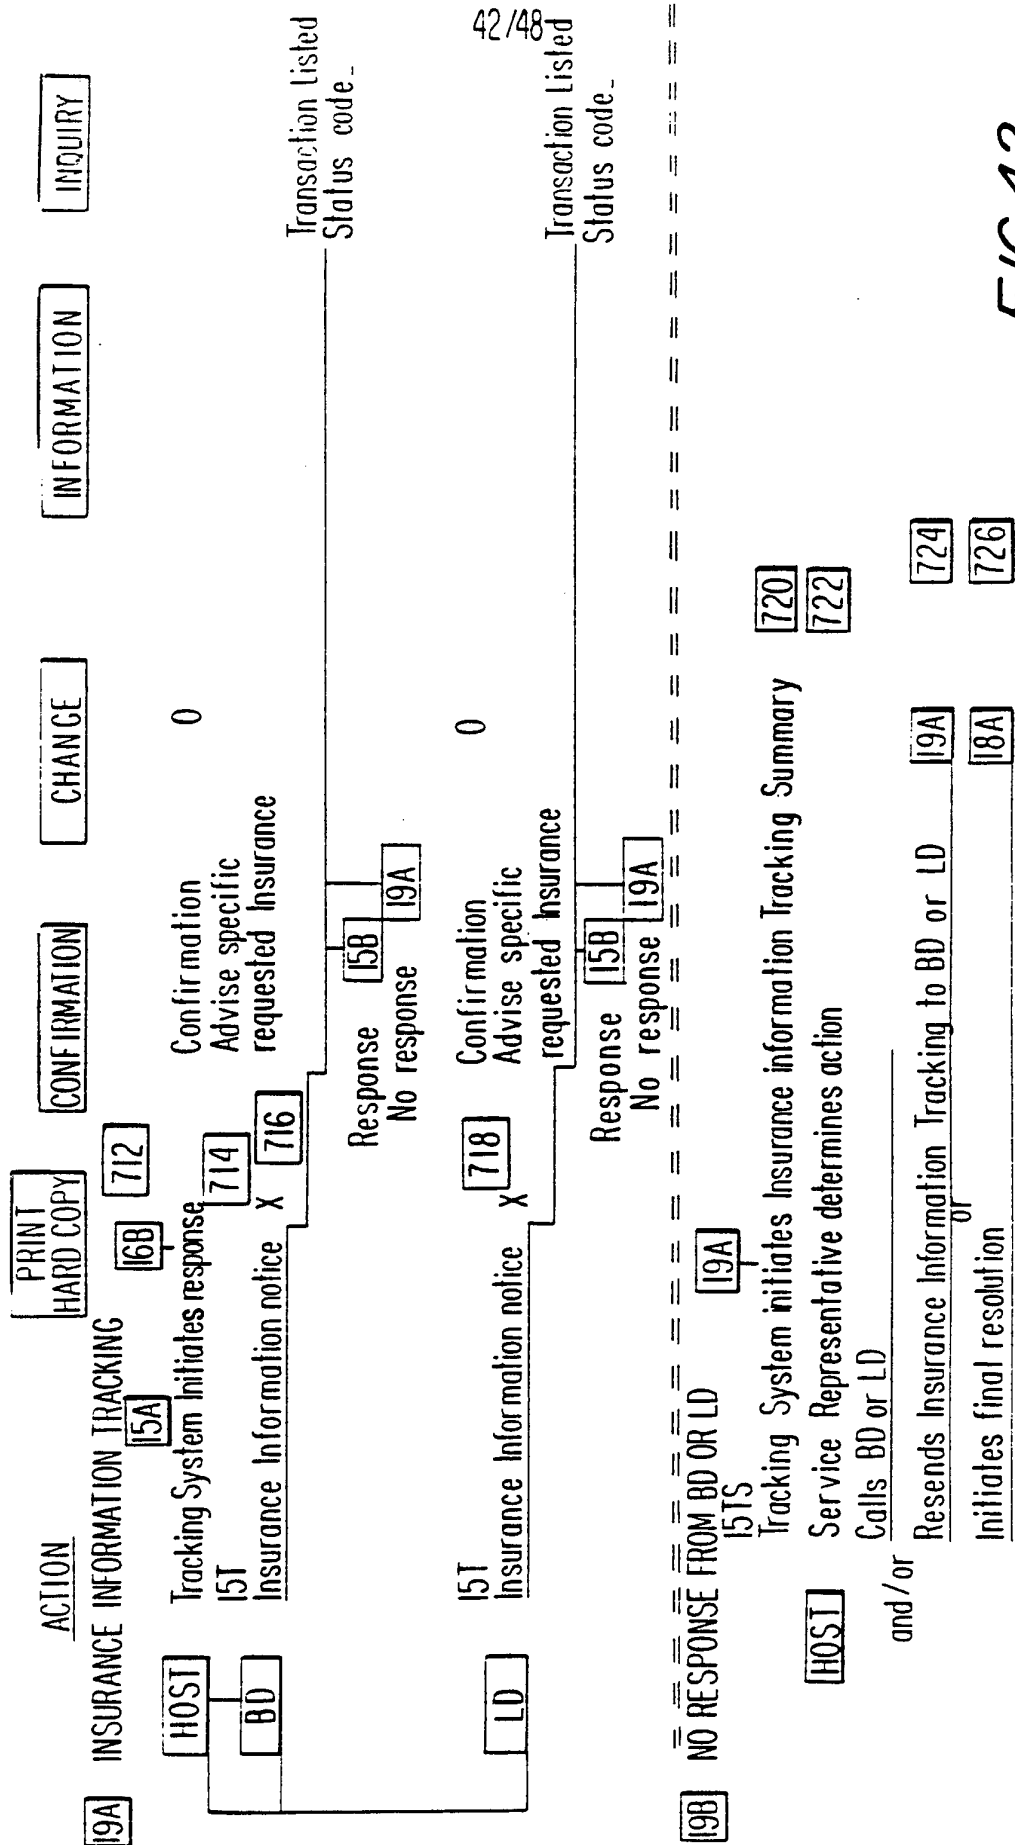 42/48
ACTION
PRINT
HARD COPY
CONFIRMATION
CHANGE
INFORMATION
INQUIRY
19A INSURANCE INFORMATION TRACKING
15A
16B
712
HOST
Tracking System Initiates response
714
Confirmation
O
15T
Advise specific
BD
Insurance Information notice
X
716
requested Insurance
Transaction Listed
Status code_
Response
15B
No response
19A
15T
718
Confirmation
O
Advise specific
LD
Insurance Information notice
X
requested Insurance
Transaction Listed
Status code_
Response
15B
No response
19A
19B NO RESPONSE FROM BD OR LD
15TS
19A
Tracking System initiates Insurance information Tracking Summary 720
HOST
Service Representative determines action 722
Calls BD or LD
and/or
Resends Insurance Information Tracking to BD or LD 19A 724
or
Initiates final resolution 18A 726